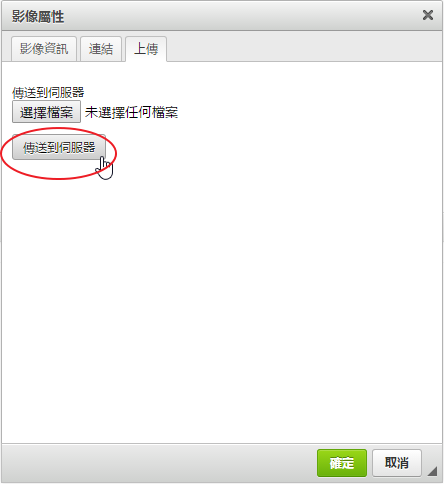 影像屬性
影像資訊 連結 上傳
傳送到伺服器
選擇檔案 未選擇任何檔案
傳送到伺服器
確定 取消